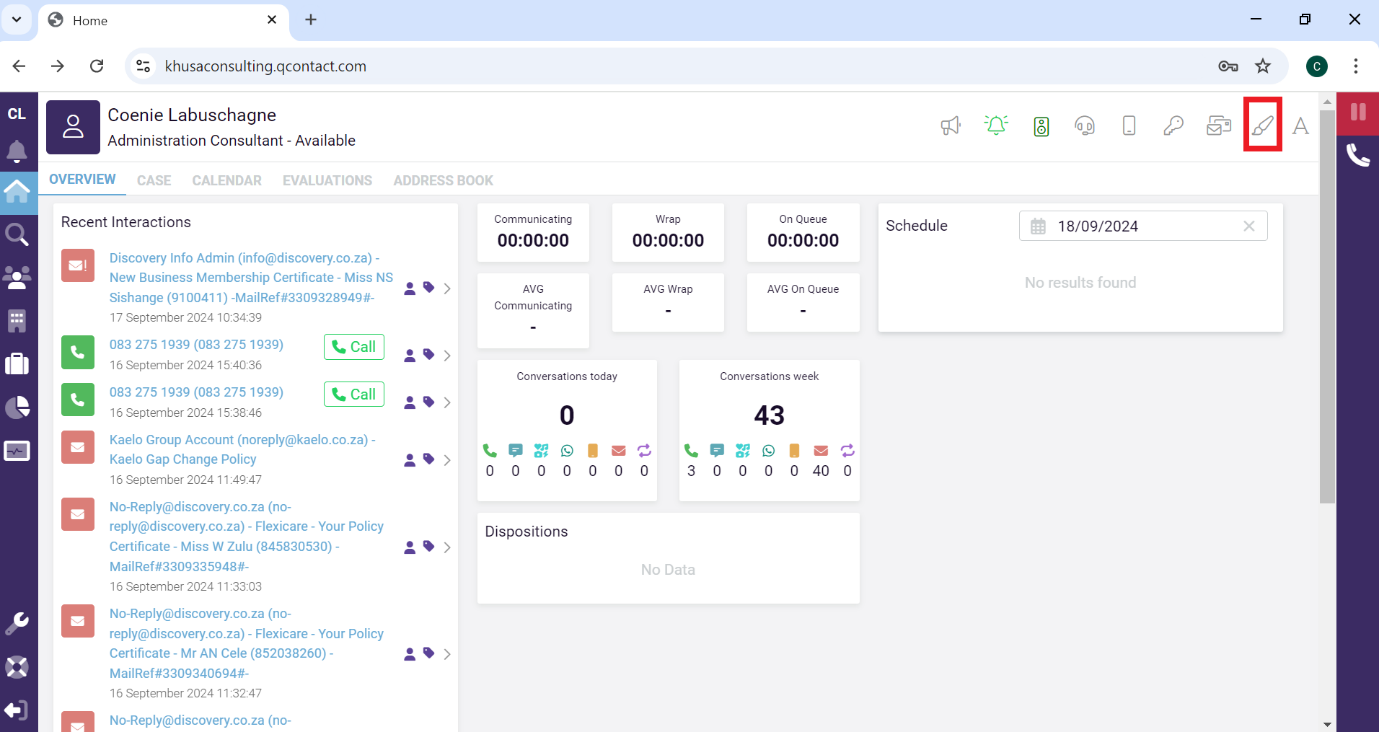 Home
khusaconsulting.qcontact.com
C
CL
Coenie Labuschagne
Administration Consultant - Available
A
OVERVIEW CASE CALENDAR EVALUATIONS ADDRESS BOOK
Recent Interactions
Discovery Info Admin (info@discovery.co.za) -
New Business Membership Certificate - Miss NS
Sishange (9100411) -MailRef#3309328949#-
17 September 2024 10:34:39
083 275 1939 (083 275 1939)
Call
16 September 2024 15:40:36
083 275 1939 (083 275 1939)
Call
16 September 2024 15:38:46
Kaelo Group Account (noreply@kaelo.co.za) -
Kaelo Gap Change Policy
16 September 2024 11:49:47
No-Reply@discovery.co.za (no-
reply@discovery.co.za) - Flexicare - Your Policy
Certificate - Miss W Zulu (845830530) -
MailRef#3309335948#-
16 September 2024 11:33:03
No-Reply@discovery.co.za (no-
reply@discovery.co.za) - Flexicare - Your Policy
Certificate - Mr AN Cele (852038260) -
MailRef#3309340694#-
16 September 2024 11:32:47
No-Reply@discovery.co.za (no-
Communicating
00:00:00
Wrap
00:00:00
On Queue
00:00:00
AVG
Communicating
-
AVG Wrap
-
AVG On Queue
-
Conversations today
0
0 0 0 0 0 0 0
Conversations week
43
3 0 0 0 0 40 0
Dispositions
No Data
Schedule
18/09/2024
No results found